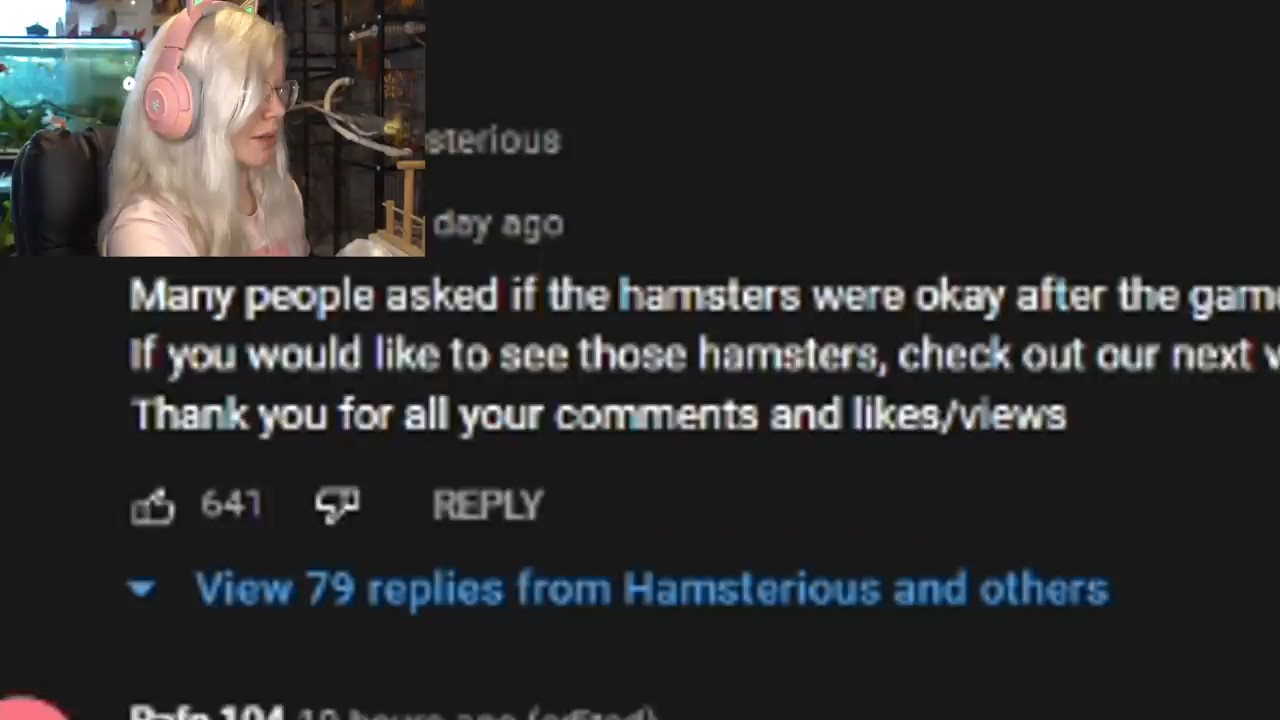 sterious
day ago
Many people asked if the hamsters were okay after the gam
If you would like to see those hamsters, check out our next v
Thank you for all your comments and likes/views
641 REPLY
View 79 replies from Hamsterious and others